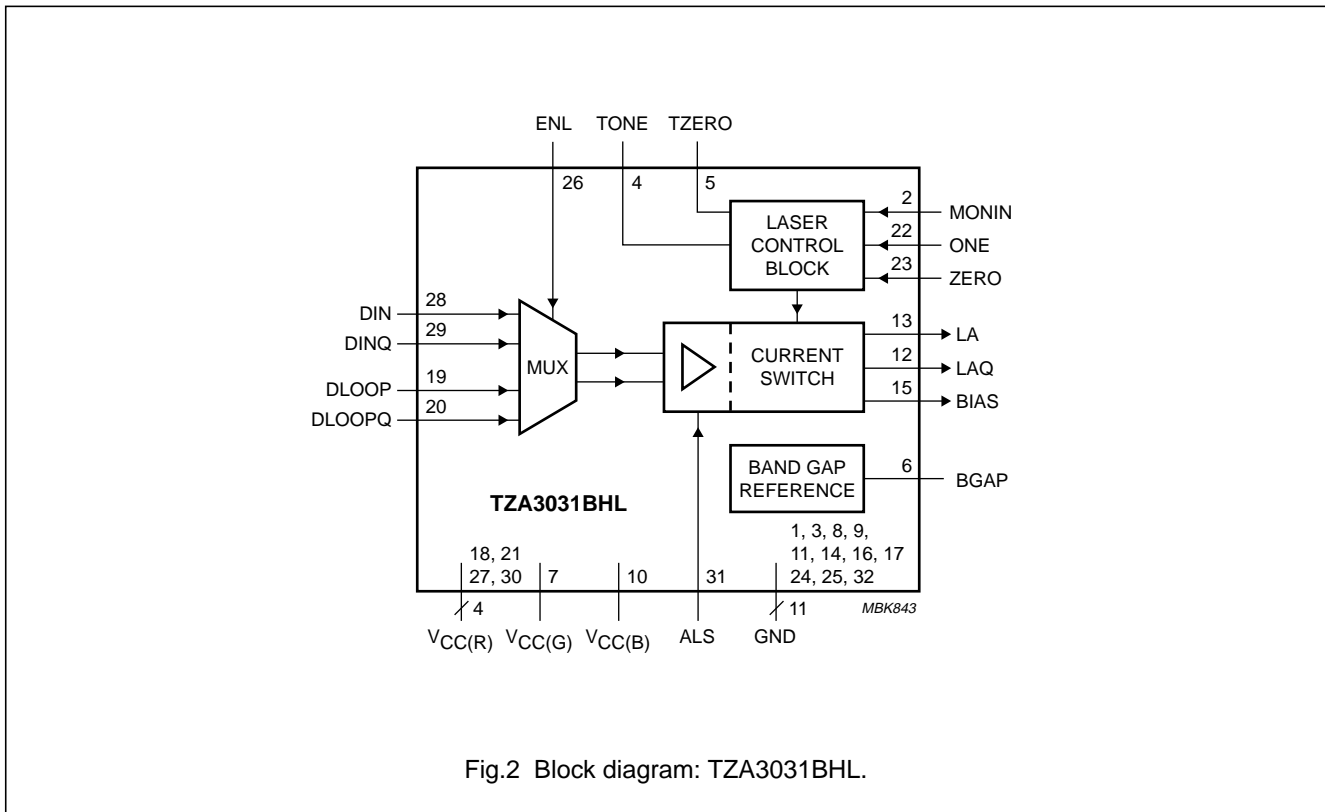 ENL TONE TZERO
26 4 5
2 MONIN
LASER
CONTROL
BLOCK
22 ONE
23 ZERO
DIN 28
DINQ 29
DLOOP 19
DLOOPQ 20
MUX
CURRENT
SWITCH
13 LA
12 LAQ
15 BIAS
BAND GAP
REFERENCE
6 BGAP
TZA3031BHL
18, 21
27, 30
7
10
31
1, 3, 8, 9,
11, 14, 16, 17
24, 25, 32
4
11
MBK843
VCC(R) VCC(G) VCC(B) ALS GND
Fig.2 Block diagram: TZA3031BHL.